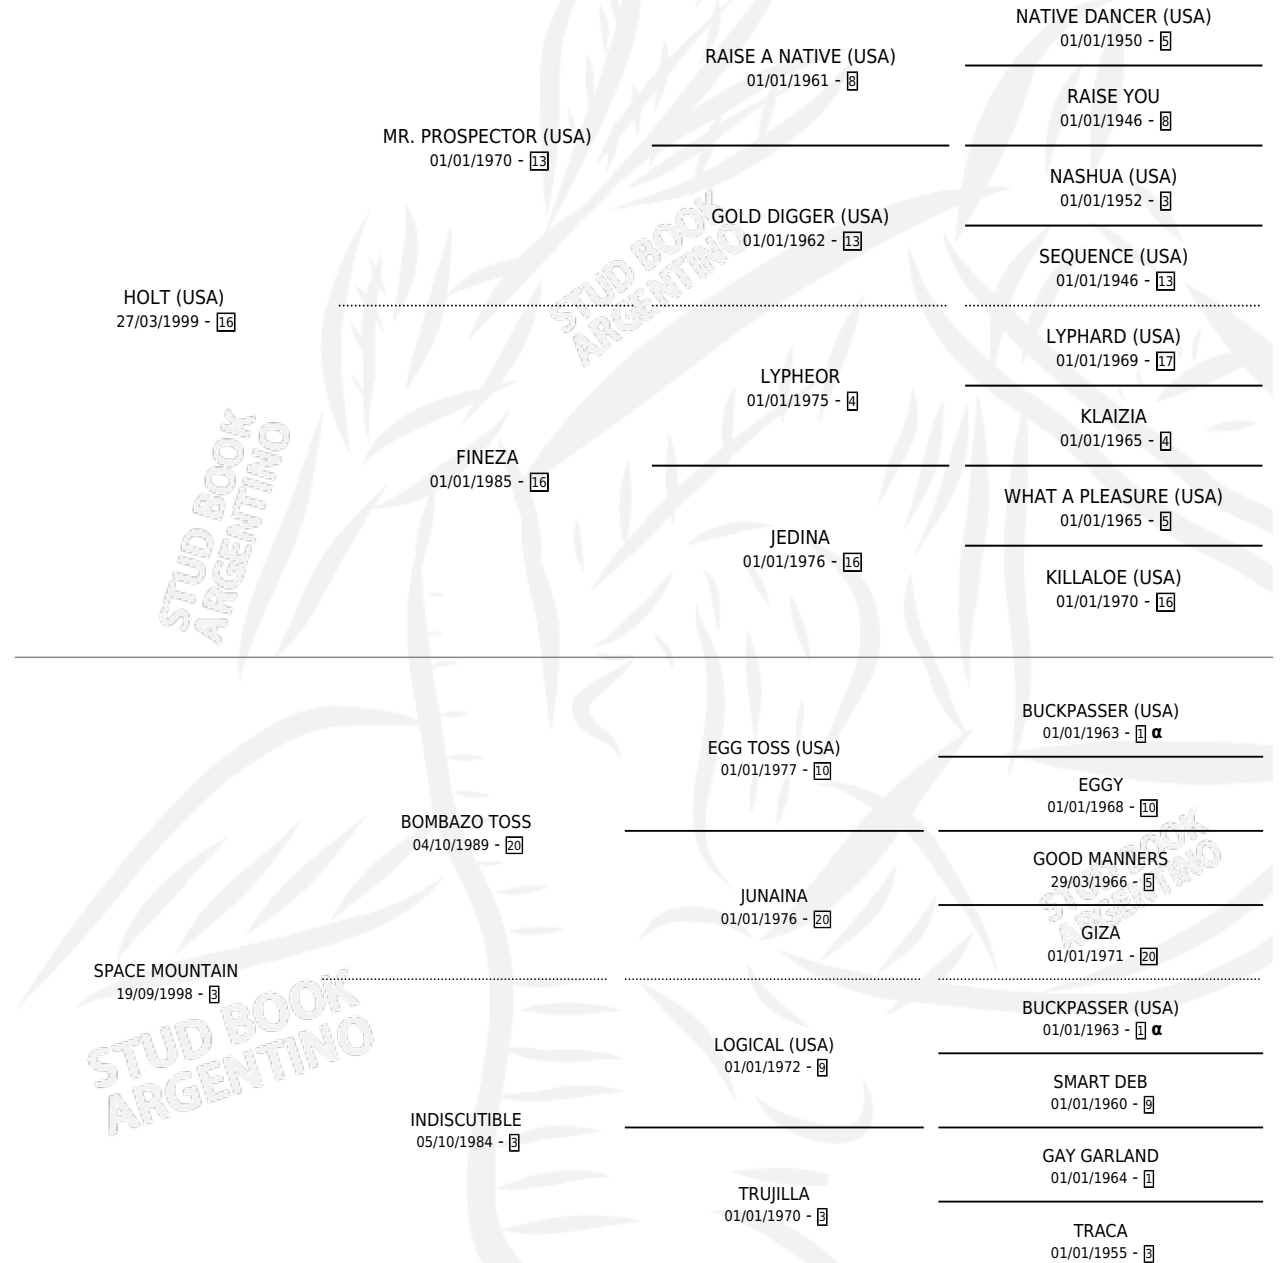 NATIVE DANCER (USA)
01/01/1950 - 5
RAISE A NATIVE (USA)
01/01/1961 - 8
RAISE YOU
01/01/1946 - 8
MR. PROSPECTOR (USA)
01/01/1970 - 13
NASHUA (USA)
01/01/1952 - 3
GOLD DIGGER (USA)
01/01/1962 - 13
SEQUENCE (USA)
01/01/1946 - 13
HOLT (USA)
27/03/1999 - 16
LYPHARD (USA)
01/01/1969 - 17
LYPHEOR
01/01/1975 - 4
KLAIZIA
01/01/1965 - 4
FINEZA
01/01/1985 - 16
WHAT A PLEASURE (USA)
01/01/1965 - 5
JEDINA
01/01/1976 - 16
KILLALOE (USA)
01/01/1970 - 16
BUCKPASSER (USA)
01/01/1963 - 1 α
EGG TOSS (USA)
01/01/1977 - 10
EGGY
01/01/1968 - 10
BOMBAZO TOSS
04/10/1989 - 20
GOOD MANNERS
29/03/1966 - 5
JUNAINA
01/01/1976 - 20
GIZA
01/01/1971 - 20
SPACE MOUNTAIN
19/09/1998 - 3
BUCKPASSER (USA)
01/01/1963 - 1 α
LOGICAL (USA)
01/01/1972 - 9
SMART DEB
01/01/1960 - 9
INDISCUTIBLE
05/10/1984 - 3
GAY GARLAND
01/01/1964 - 1
TRUJILLA
01/01/1970 - 3
TRACA
01/01/1955 - 3
STUD BOOK
ARGENTINO
STUD BOOK
ARGENTINO
STUD BOOK
ARGENTINO
STUD BOOK
ARGENTINO